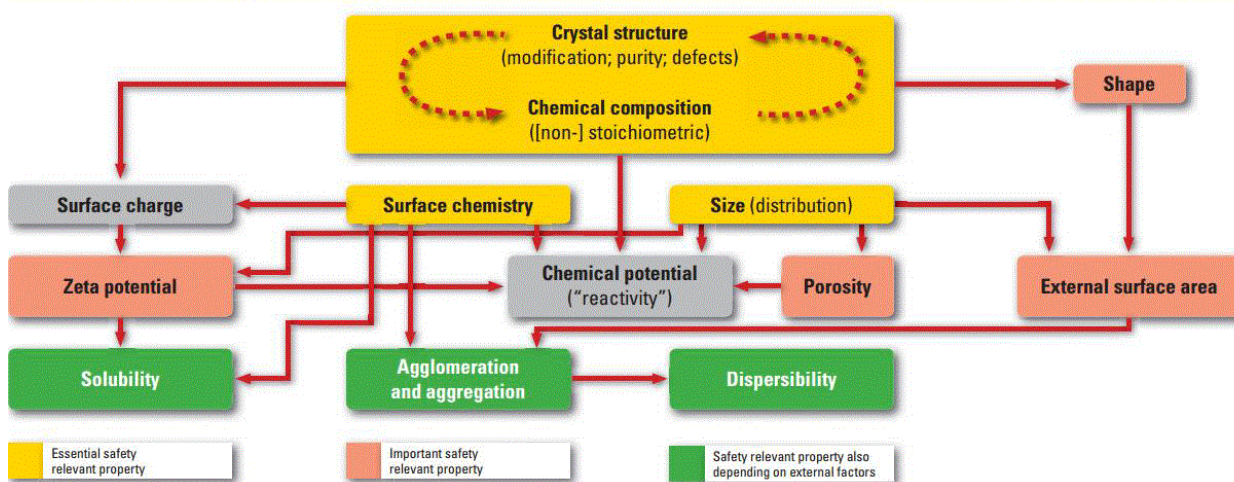 Crystal structure
(modification; purity; defects)
Chemical composition
([non-] stoichiometric)
Shape
Surface charge
Surface chemistry
Size (distribution)
Zeta potential
Chemical potential
("reactivity")
Porosity
External surface area
Solubility
Agglomeration
and aggregation
Dispersibility
Essential safety
relevant property
Important safety
relevant property
Safety relevant property also
depending on external factors